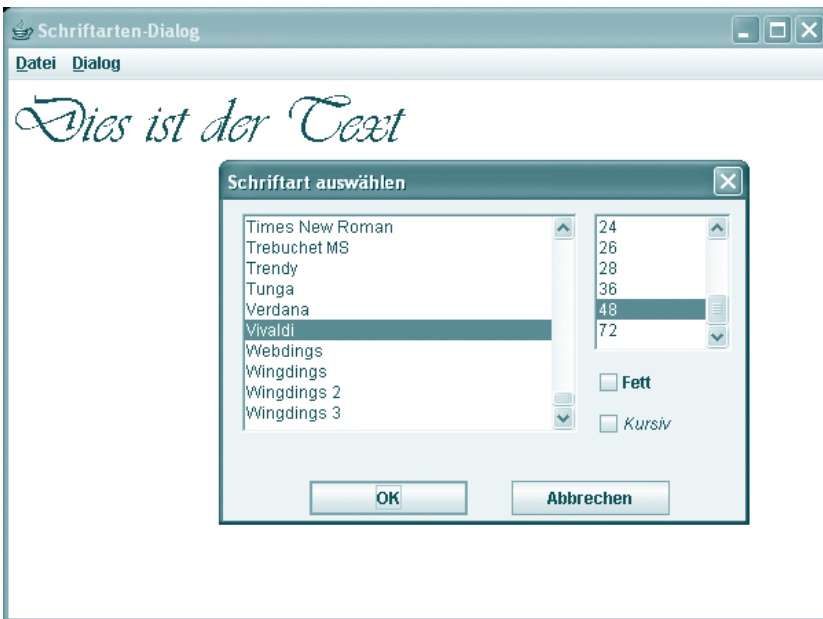 Schriftarten-Dialog
Datei Dialog
Dies ist der Text
Schriftart auswählen
Times New Roman
Trebuchet MS
Trendy
Tunga
Verdana
Vivaldi
Webdings
Wingdings
Wingdings 2
Wingdings 3
24
26
28
36
48
72
Fett
Kursiv
OK Abbrechen